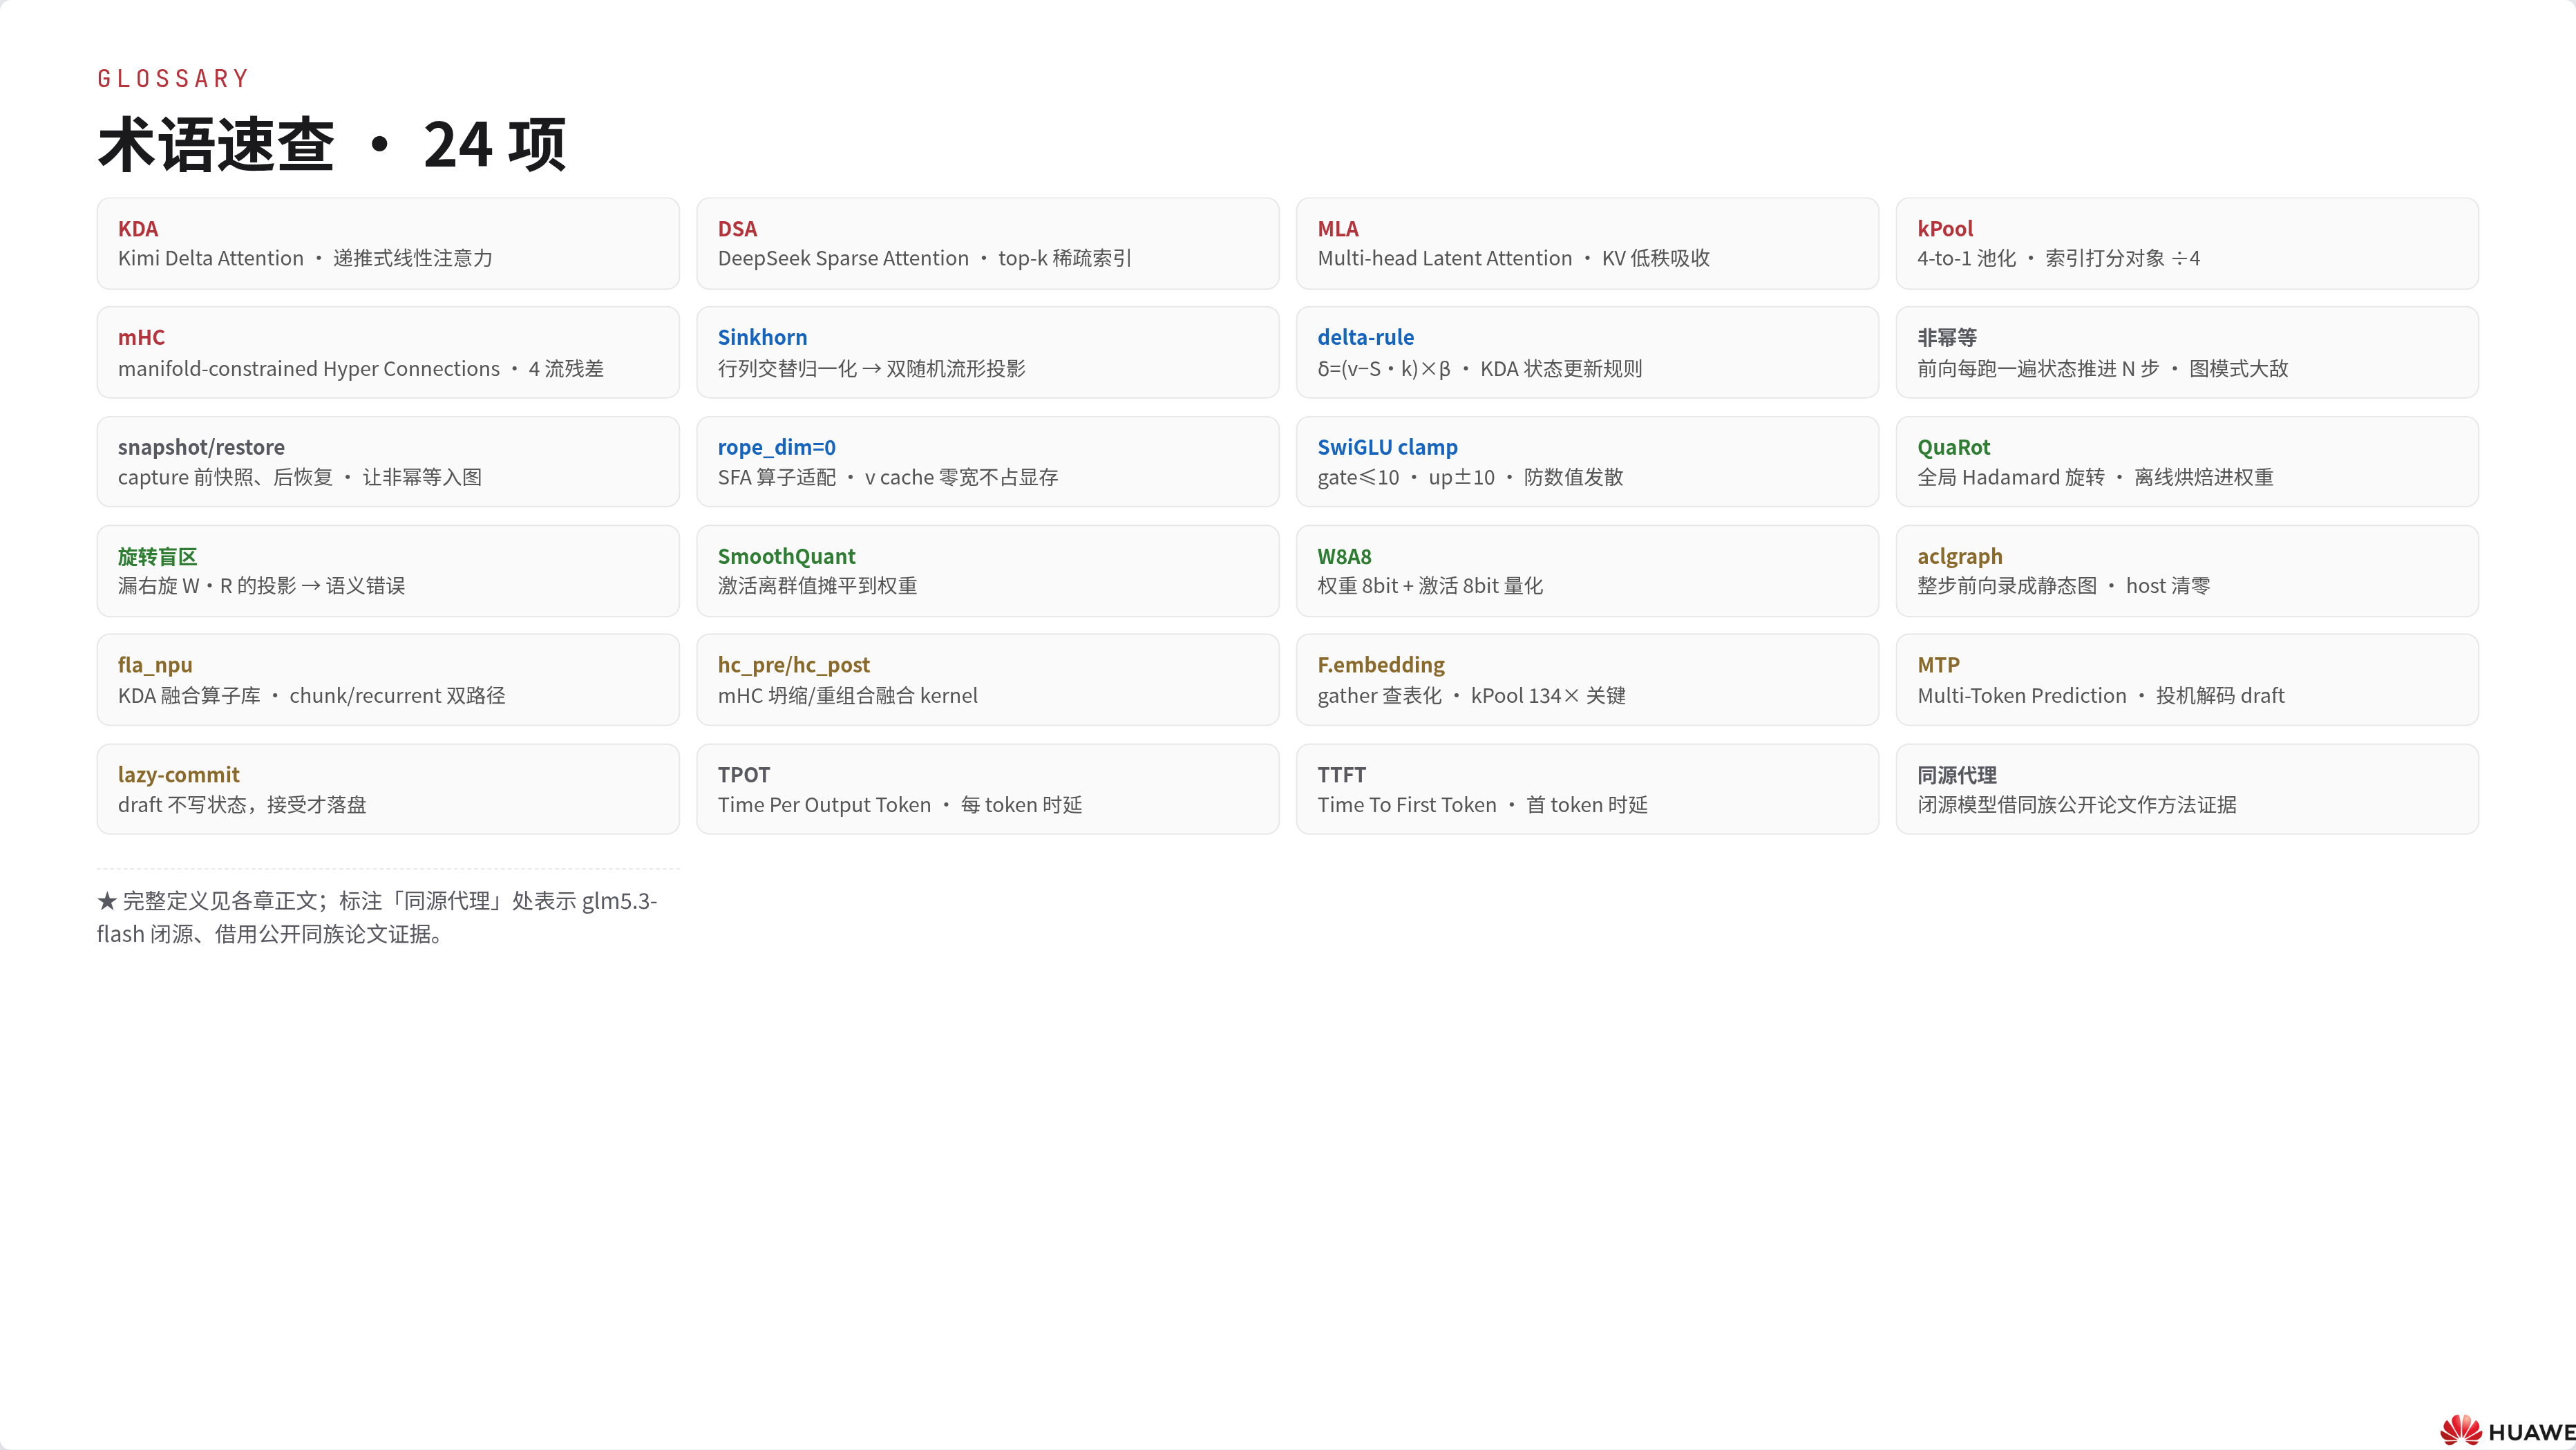 GLOSSARY
术语速查 · 24 项
KDA
Kimi Delta Attention · 递推式线性注意力
DSA
DeepSeek Sparse Attention · top-k 稀疏索引
MLA
Multi-head Latent Attention · KV 低秩吸收
kPool
4-to-1 池化 · 索引打分对象 ÷4
mHC
manifold-constrained Hyper Connections · 4 流残差
Sinkhorn
行列交替归一化 → 双随机流形投影
delta-rule
δ=(v−S·k)×β · KDA 状态更新规则
非幂等
前向每跑一遍状态推进 N 步 · 图模式大敌
snapshot/restore
capture 前快照、后恢复 · 让非幂等入图
rope_dim=0
SFA 算子适配 · v cache 零宽不占显存
SwiGLU clamp
gate≤10 · up±10 · 防数值发散
QuaRot
全局 Hadamard 旋转 · 离线烘焙进权重
旋转盲区
漏右旋 W·R 的投影 → 语义错误
SmoothQuant
激活离群值摊平到权重
W8A8
权重 8bit + 激活 8bit 量化
aclgraph
整步前向录成静态图 · host 清零
fla_npu
KDA 融合算子库 · chunk/recurrent 双路径
hc_pre/hc_post
mHC 坍缩/重组合融合 kernel
F.embedding
gather 查表化 · kPool 134× 关键
MTP
Multi-Token Prediction · 投机解码 draft
lazy-commit
draft 不写状态，接受才落盘
TPOT
Time Per Output Token · 每 token 时延
TTFT
Time To First Token · 首 token 时延
同源代理
闭源模型借同族公开论文作方法证据
★ 完整定义见各章正文；标注「同源代理」处表示 glm5.3-
flash 闭源、借用公开同族论文证据。
HUAWE